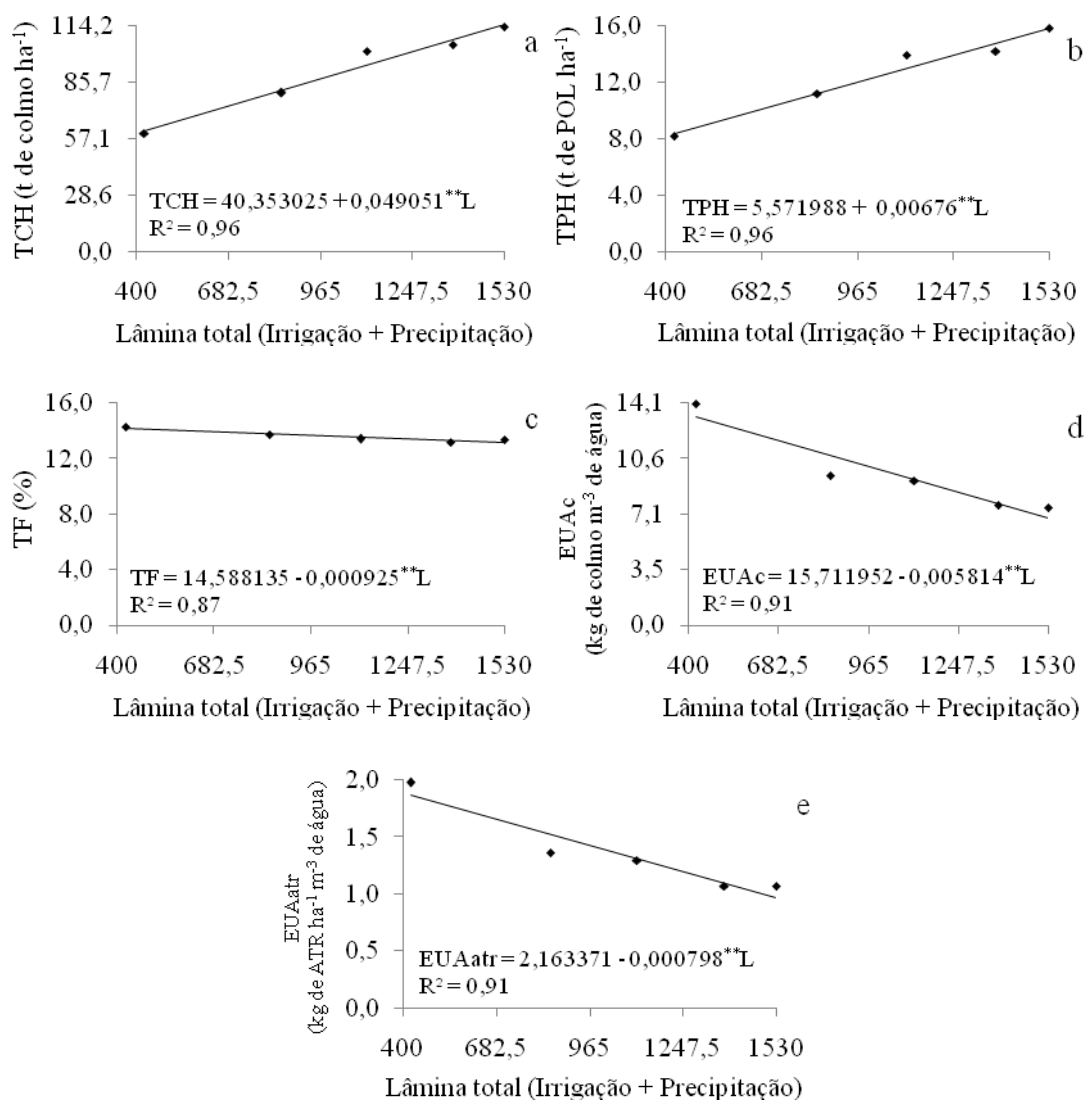 TCH (t de colmo ha⁻¹)
114,2
85,7
57,1
28,6
0,0
a
TCH = 40,353025 + 0,049051**L
R² = 0,96
400 682,5 965 1247,5 1530
Lâmina total (Irrigação + Precipitação)
TPH (t de POL ha⁻¹)
16,0
12,0
8,0
4,0
0,0
b
TPH = 5,571988 + 0,00676**L
R² = 0,96
400 682,5 965 1247,5 1530
Lâmina total (Irrigação + Precipitação)
TF (%)
16,0
12,0
8,0
4,0
0,0
c
TF = 14,588135 - 0,000925**L
R² = 0,87
400 682,5 965 1247,5 1530
Lâmina total (Irrigação + Precipitação)
EUAc
(kg de colmo m⁻³ de água)
14,1
10,6
7,1
3,5
0,0
d
EUAc = 15,711952 - 0,005814**L
R² = 0,91
400 682,5 965 1247,5 1530
Lâmina total (Irrigação + Precipitação)
EUAatr
(kg de ATR ha⁻¹ m⁻³ de água)
2,0
1,5
1,0
0,5
0,0
e
EUAatr = 2,163371 - 0,000798**L
R² = 0,91
400 682,5 965 1247,5 1530
Lâmina total (Irrigação + Precipitação)